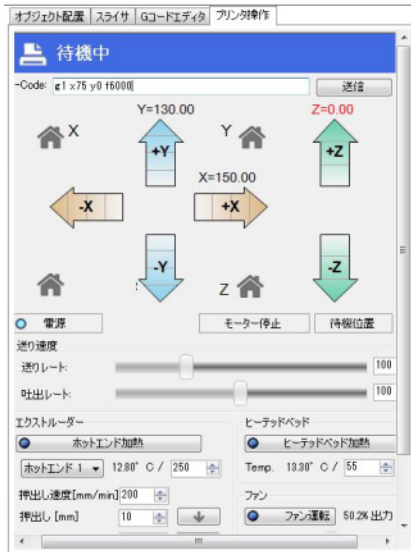 オブジェクト配置 スライサ Gコードエディタ プリンタ操作
待機中
-Code: g1 x75 y0 f6000 送信
Y=130.00 Z=0.00
X Y
+Y +Z
X=150.00
-X +X
-Y -Z
Z
電源 モーター停止 待機位置
送り速度
送りレート: 100
吐出レート: 100
エクストルーダー ヒーテッドベッド
ホットエンド加熱 ヒーテッドベッド加熱
ホットエンド 1 12.80° C / 250 Temp. 13.30° C / 55
押出し速度[mm/min] 200 ファン
押出し [mm] 10 ファン運転 50.2% 出力